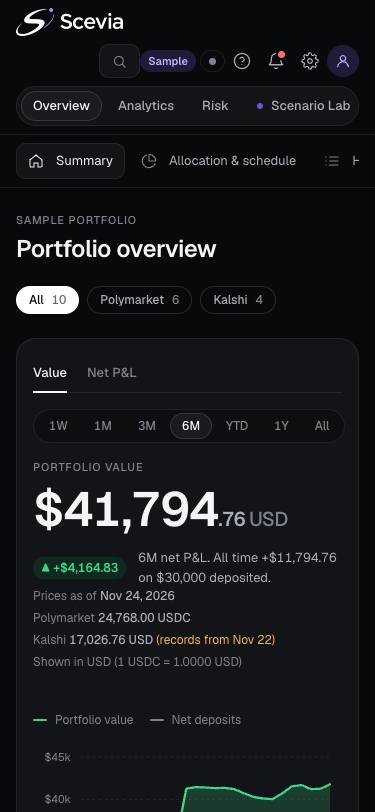 Scevia
Sample
Overview Analytics Risk Scenario Lab
Summary Allocation & schedule H
SAMPLE PORTFOLIO
Portfolio overview
All 10 Polymarket 6 Kalshi 4
Value Net P&L
1W 1M 3M 6M YTD 1Y All
PORTFOLIO VALUE
$41,794.76 USD
▲ +$4,164.83 6M net P&L. All time +$11,794.76
on $30,000 deposited.
Prices as of Nov 24, 2026
Polymarket 24,768.00 USDC
Kalshi 17,026.76 USD (records from Nov 22)
Shown in USD (1 USDC = 1.0000 USD)
Portfolio value Net deposits
$45k
$40k